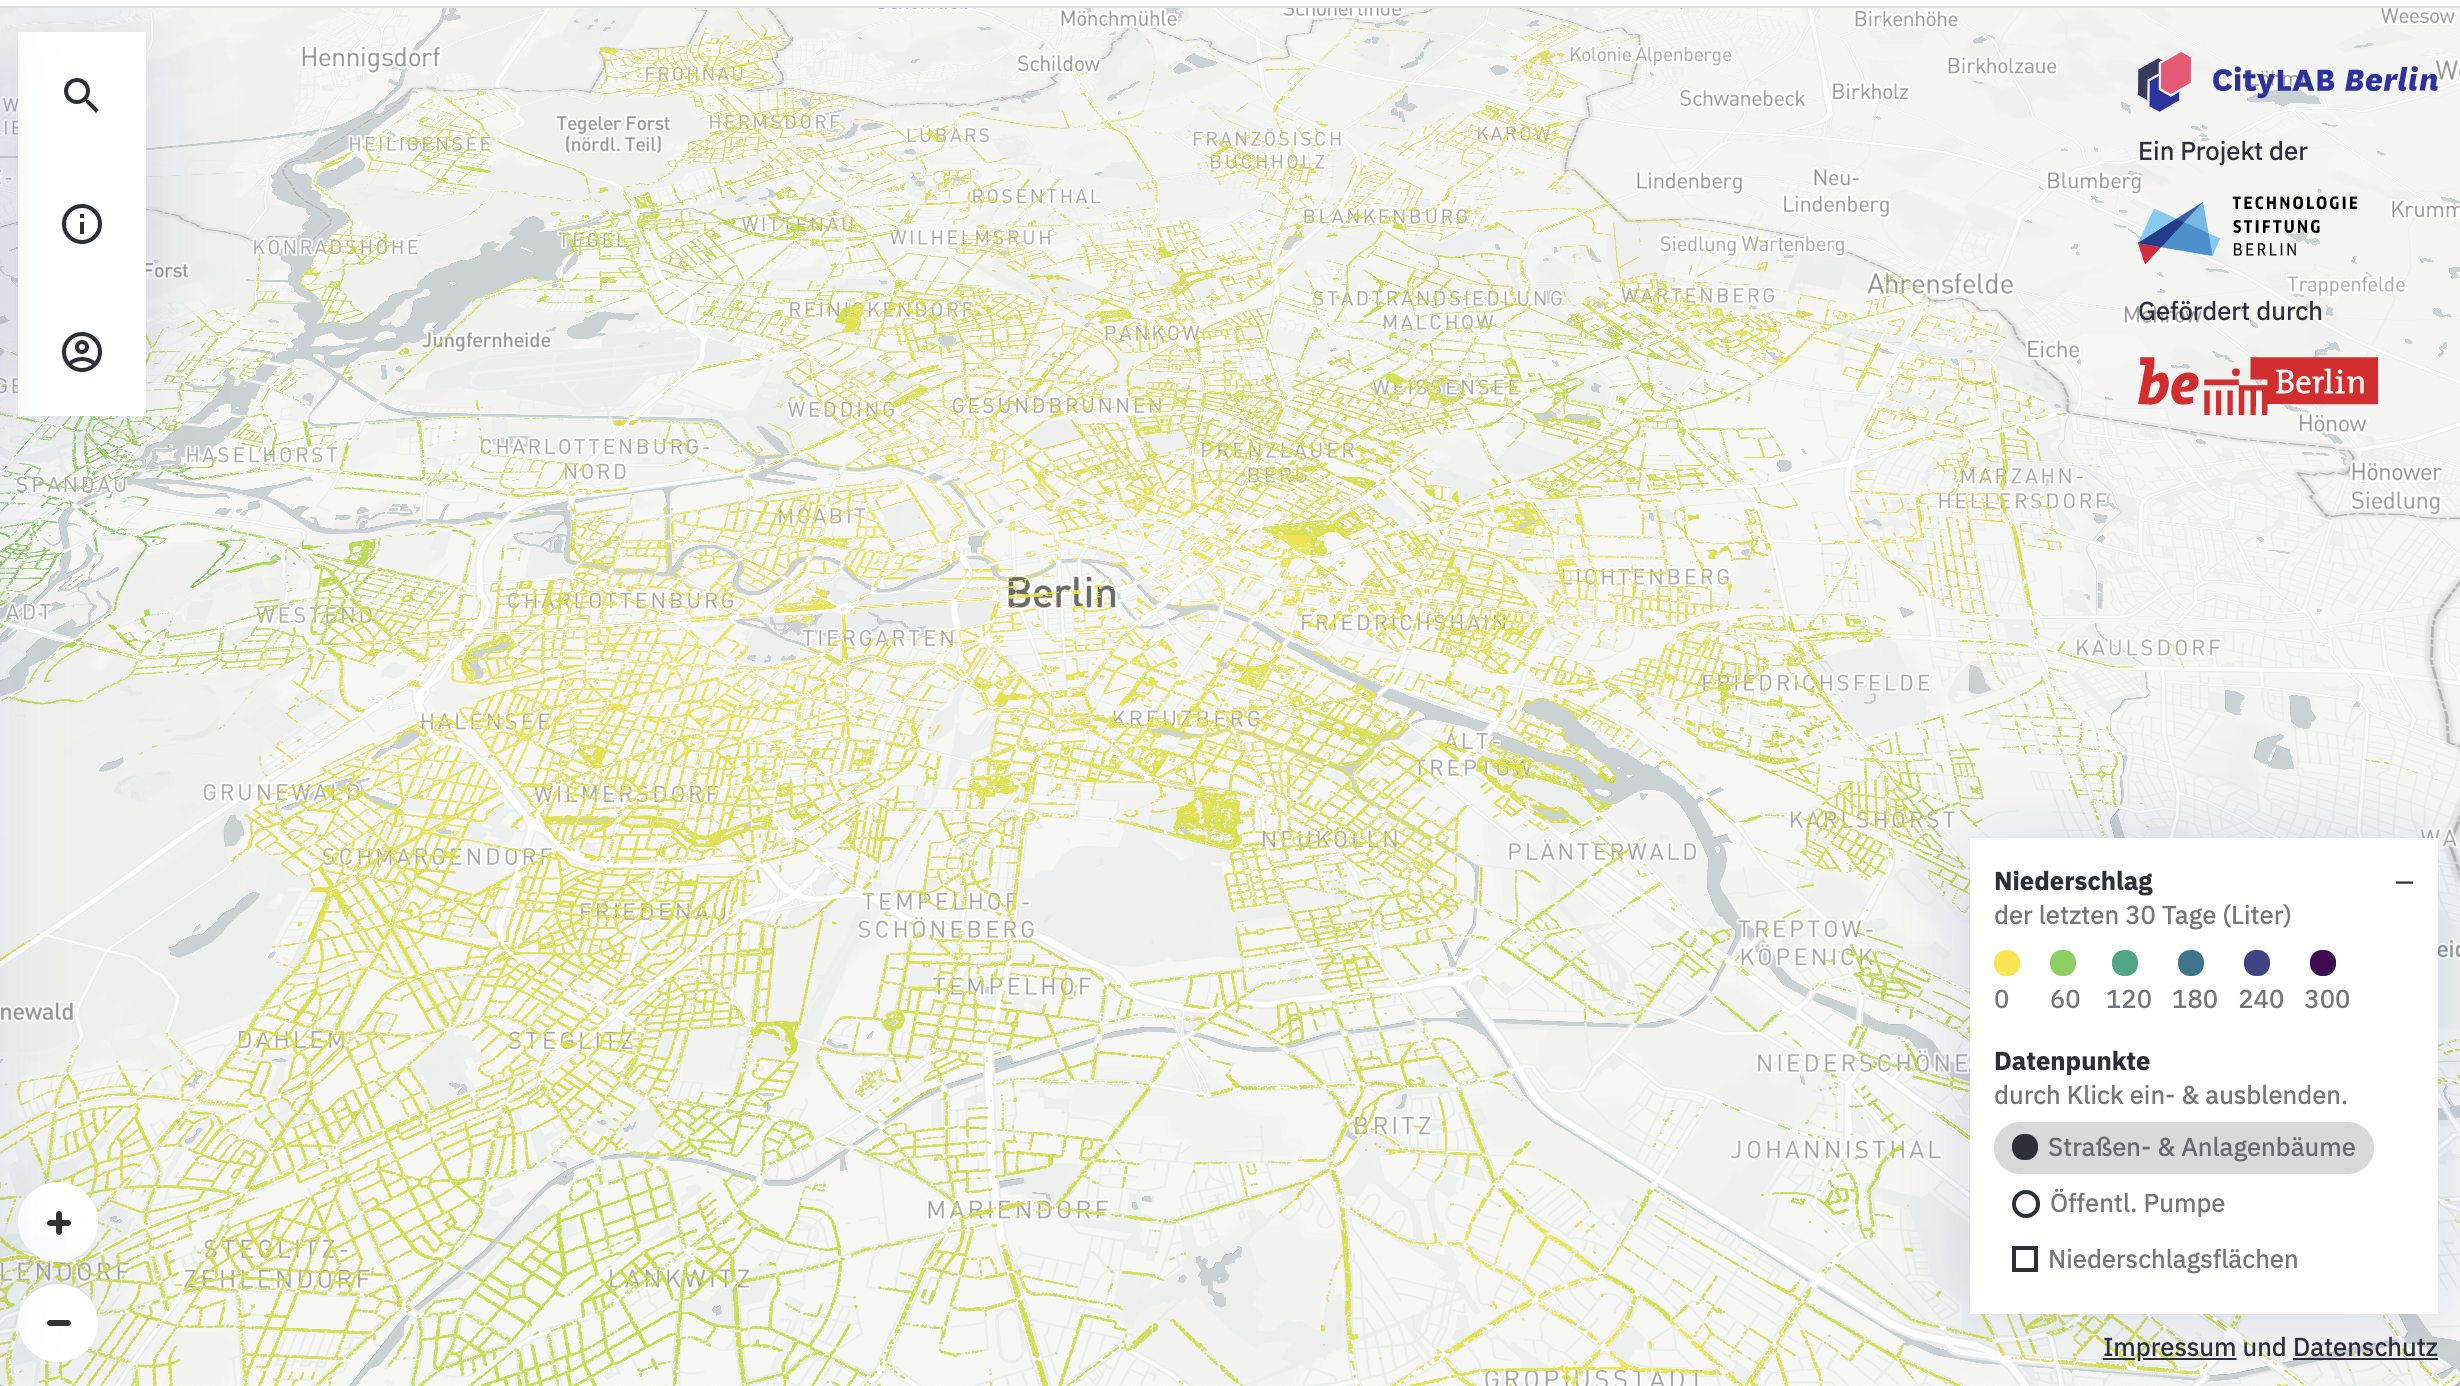 Mönchmühle
Birkenhöhe
Weesow
Hennigsdorf
Schildow
Kolonie Alpenberge
Birkholzaue
FROHNAU
CityLAB Berlin
Schwanebeck
Birkholz
Tegeler Forst
(nördl. Teil)
HERMSDORF
LÜBARS
FRANZÖSISCH
BUCHHOLZ
KAROW
HEILIGENSEE
Ein Projekt der
Lindenberg
Neu-
Lindenberg
Blumberg
ROSENTHAL
TECHNOLOGIE
STIFTUNG
BERLIN
BLANKENBURG
WITTENAU
WILHELMSRUH
KONRADSHÖHE
TEGEL
Siedlung Wartenberg
Forst
Ahrensfelde
Trappenfelde
REINICKENDORF
STADTRANDSIEDLUNG
MALCHOW
WARTENBERG
Gefördert durch
PANKOW
Jungfernheide
Eiche
be Berlin
WEISSENSEE
WEDDING
GESUNDBRUNNEN
Hönow
CHARLOTTENBURG-
NORD
HASELHORST
PRENZLAUER
BERG
SPANDAU
MARZAHN-
HELLERSDORF
Hönower
Siedlung
MOABIT
LICHTENBERG
Berlin
CHARLOTTENBURG
WESTEND
FRIEDRICHSHAIN
TIERGARTEN
KAULSDORF
FRIEDRICHSFELDE
HALENSEE
KREUZBERG
ALT-
TREPTOW
GRUNEWALD
WILMERSDORF
KARLSHORST
NEUKÖLLN
SCHMARGENDORF
PLÄNTERWALD
FRIEDENAU
TEMPELHOF-
SCHÖNEBERG
TREPTOW-
KÖPENICK
TEMPELHOF
newald
DAHLEM
STEGLITZ
NIEDERSCHÖNE
BRITZ
JOHANNISTHAL
MARIENDORF
STEGLITZ-
ZEHLENDORF
LENDORF
LANKWITZ
GROPIUSSTADT
Niederschlag
der letzten 30 Tage (Liter)
0 60 120 180 240 300
Datenpunkte
durch Klick ein- & ausblenden.
Straßen- & Anlagenbäume
Öffentl. Pumpe
Niederschlagsflächen
Impressum und Datenschutz